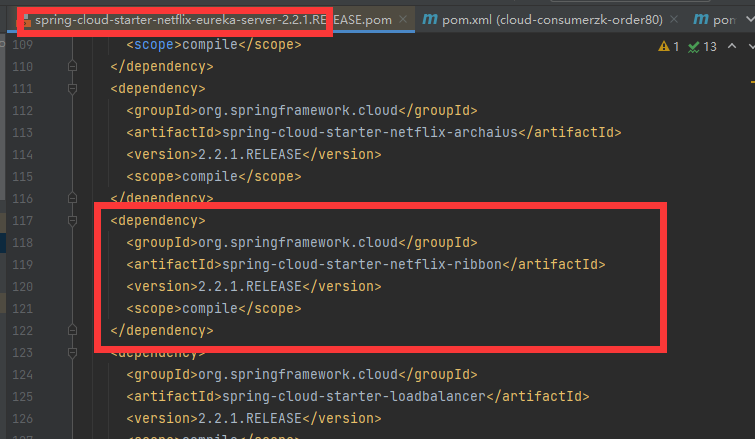 spring-cloud-starter-netflix-eureka-server-2.2.1.RELEASE.pom × pom.xml (cloud-consumerzk-order80) × pom
109 <scope>compile</scope>
1 13
110 </dependency>
111 <dependency>
112 <groupId>org.springframework.cloud</groupId>
113 <artifactId>spring-cloud-starter-netflix-archaius</artifactId>
114 <version>2.2.1.RELEASE</version>
115 <scope>compile</scope>
116 </dependency>
117 <dependency>
118 <groupId>org.springframework.cloud</groupId>
119 <artifactId>spring-cloud-starter-netflix-ribbon</artifactId>
120 <version>2.2.1.RELEASE</version>
121 <scope>compile</scope>
122 </dependency>
123 <dependency>
124 <groupId>org.springframework.cloud</groupId>
125 <artifactId>spring-cloud-starter-loadbalancer</artifactId>
126 <version>2.2.1.RELEASE</version>
127 <scope>compile</scope>